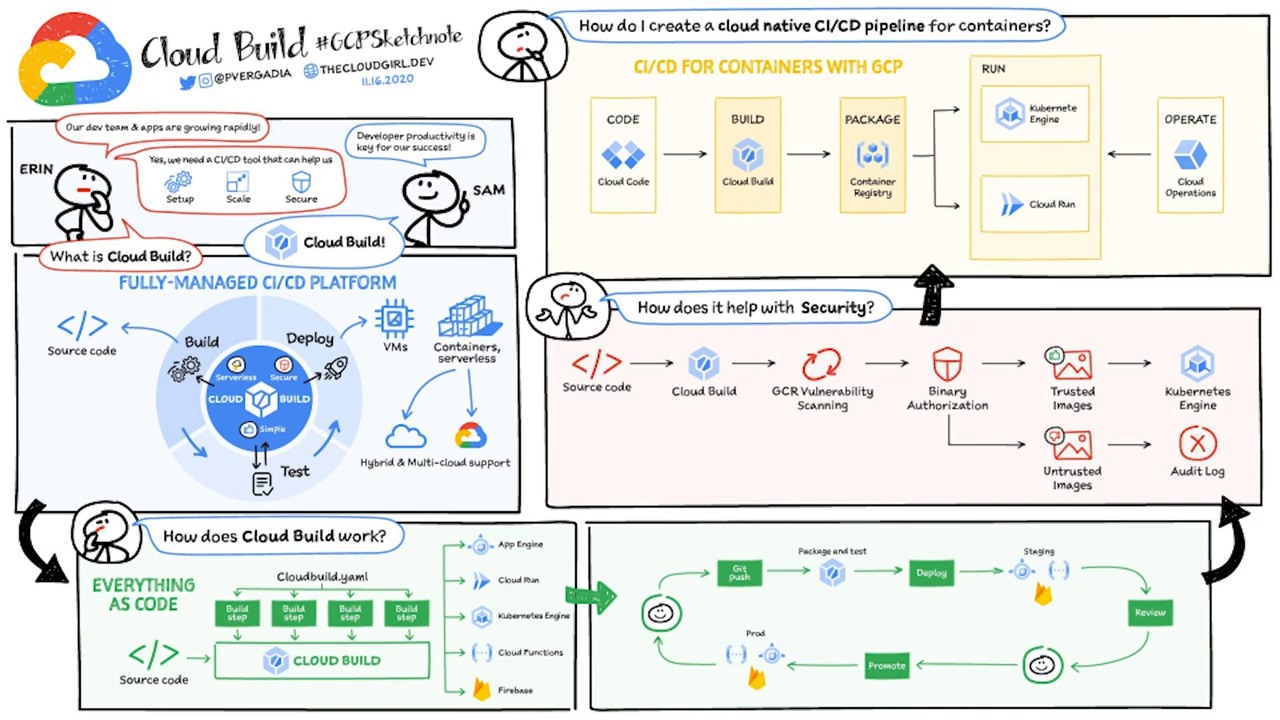 Cloud Build #GCPSketchnote
@PVERGADIA
THECLOUDGIRL.DEV
11.16.2020
Our dev team & apps are growing rapidly!
Developer productivity is
key for our success!
ERIN
Yes, we need a CI/CD tool that can help us
Setup
Scale
Secure
SAM
What is Cloud Build?
Cloud Build!
FULLY-MANAGED CI/CD PLATFORM
</>
Source code
Build
Deploy
Test
Serverless
Secure
CLOUD BUILD
Simple
VMs
Containers,
serverless
Hybrid & Multi-cloud support
How does Cloud Build work?
EVERYTHING
AS CODE
</>
Source code
Cloudbuild.yaml
Build
step
Build
step
Build
step
Build
step
CLOUD BUILD
App Engine
Cloud Run
Kubernetes Engine
Cloud Functions
Firebase
Git
push
Package and test
Deploy
Staging
Review
Promote
Prod
How does it help with Security?
</>
Source code
Cloud Build
GCR Vulnerability
Scanning
Binary
Authorization
Trusted
Images
Kubernetes
Engine
Untrusted
Images
Audit Log
How do I create a cloud native CI/CD pipeline for containers?
CI/CD FOR CONTAINERS WITH GCP
CODE
Cloud Code
BUILD
Cloud Build
PACKAGE
Container
Registry
RUN
Kubernete
Engine
Cloud Run
OPERATE
Cloud
Operations